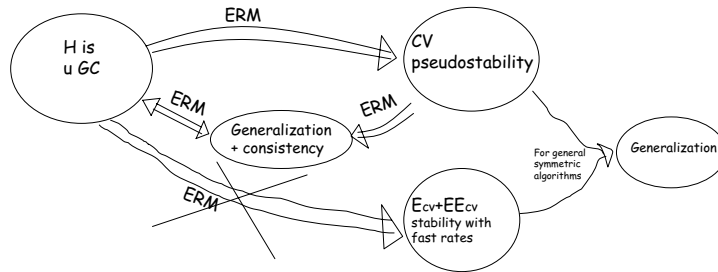 ERM
H is
u GC
CV
pseudostability
ERM
ERM
Generalization
+ consistency
For general
symmetric
algorithms
Generalization
ERM
Ecv+EEcv
stability with
fast rates